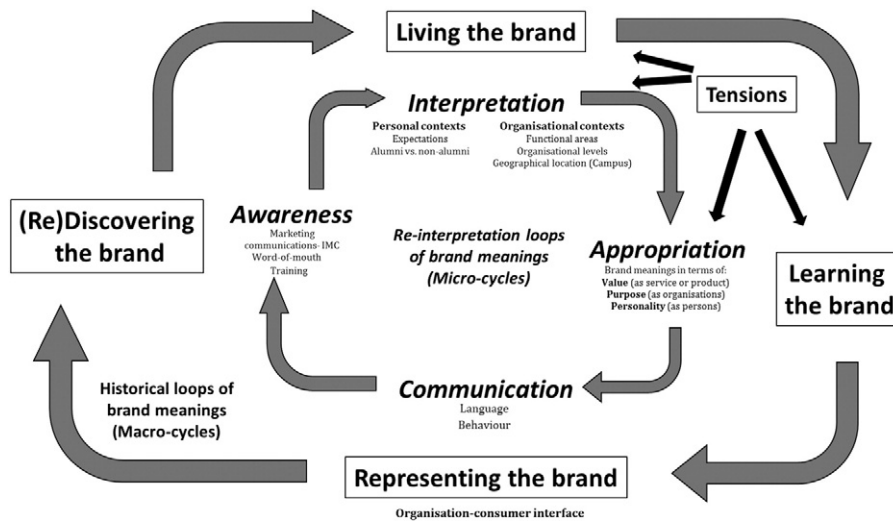 Living the brand
Tensions
Interpretation
Personal contexts
Expectations
Alumni vs. non-alumni
Organisational contexts
Functional areas
Organisational levels
Geographical location (Campus)
(Re)Discovering
the brand
Awareness
Marketing
communications- IMC
Word-of-mouth
Training
Re-interpretation loops
of brand meanings
(Micro-cycles)
Appropriation
Brand meanings in terms of:
Value (as service or product)
Purpose (as organisations)
Personality (as persons)
Learning
the brand
Communication
Language
Behaviour
Historical loops of
brand meanings
(Macro-cycles)
Representing the brand
Organisation-consumer interface